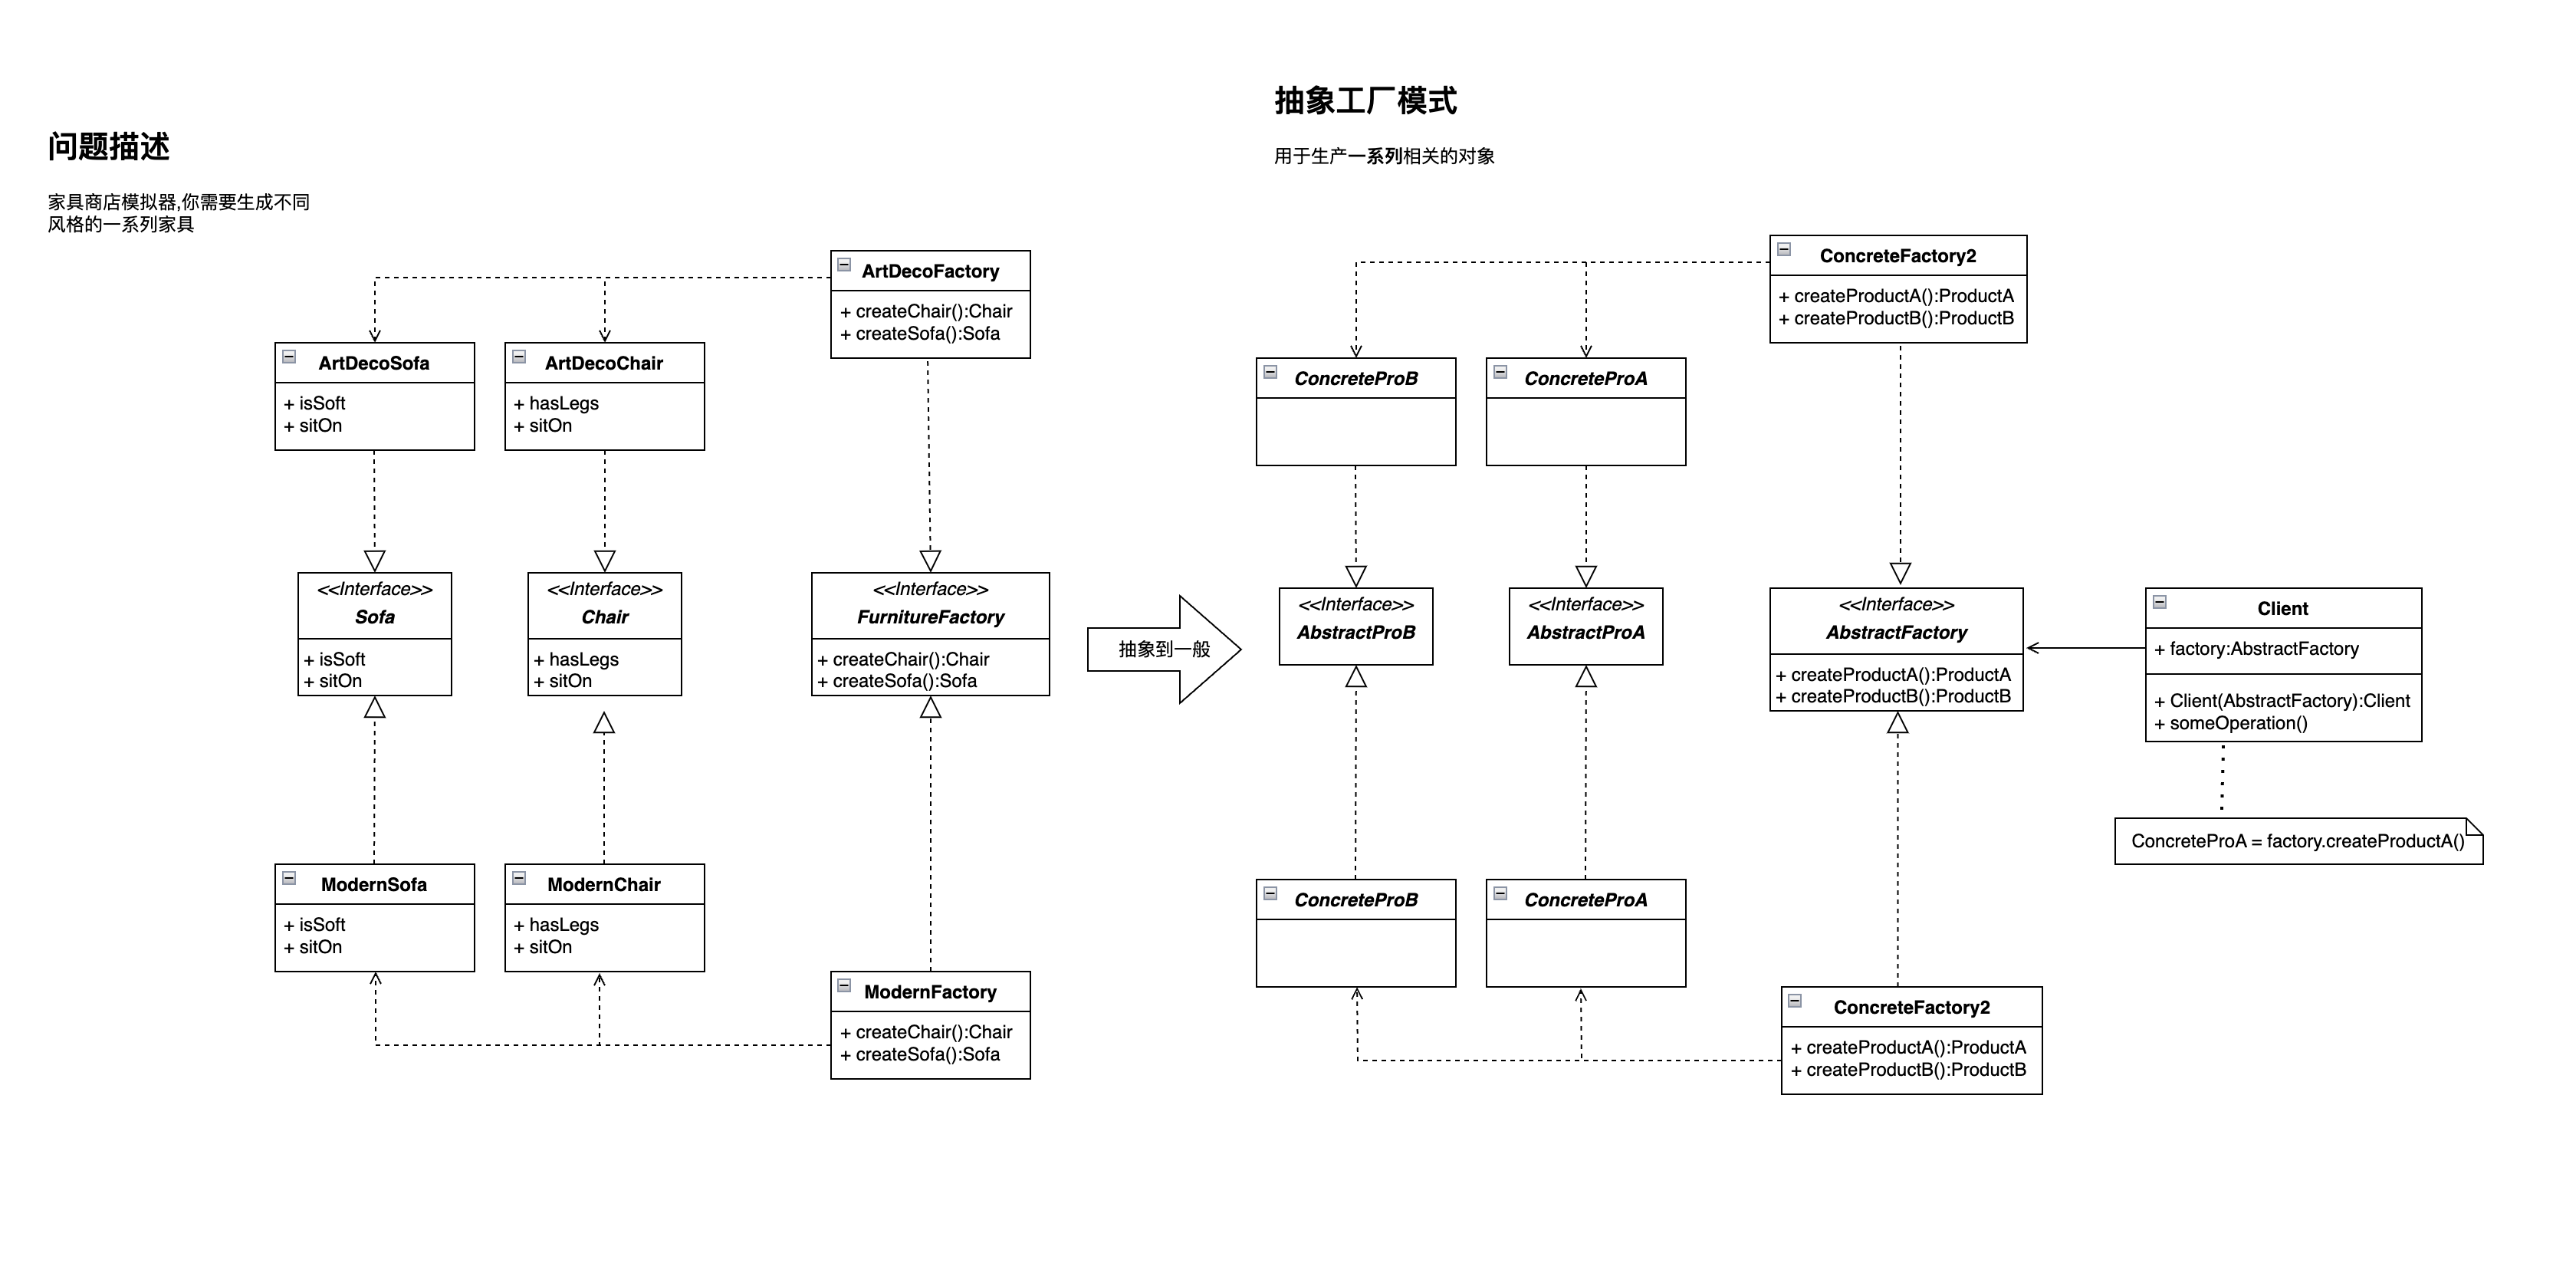 问题描述
家具商店模拟器,你需要生成不同
风格的一系列家具
ArtDecoFactory
+ createChair():Chair
+ createSofa():Sofa
ArtDecoSofa
+ isSoft
+ sitOn
ArtDecoChair
+ hasLegs
+ sitOn
<<Interface>>
Sofa
+ isSoft
+ sitOn
<<Interface>>
Chair
+ hasLegs
+ sitOn
<<Interface>>
FurnitureFactory
+ createChair():Chair
+ createSofa():Sofa
ModernSofa
+ isSoft
+ sitOn
ModernChair
+ hasLegs
+ sitOn
ModernFactory
+ createChair():Chair
+ createSofa():Sofa
抽象到一般
抽象工厂模式
用于生产一系列相关的对象
ConcreteFactory2
+ createProductA():ProductA
+ createProductB():ProductB
ConcreteProB
ConcreteProA
<<Interface>>
AbstractProB
<<Interface>>
AbstractProA
<<Interface>>
AbstractFactory
+ createProductA():ProductA
+ createProductB():ProductB
Client
+ factory:AbstractFactory
+ Client(AbstractFactory):Client
+ someOperation()
ConcreteProA = factory.createProductA()
ConcreteProB
ConcreteProA
ConcreteFactory2
+ createProductA():ProductA
+ createProductB():ProductB